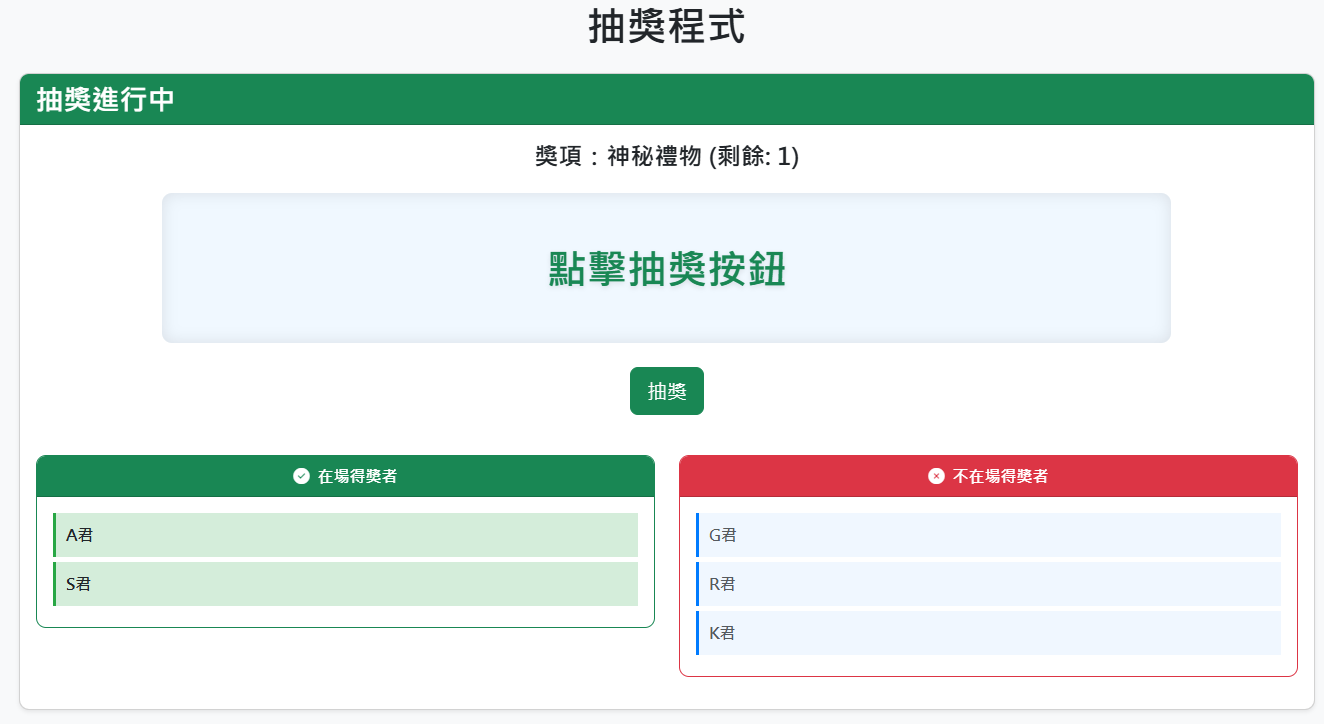 抽獎程式
抽獎進行中
獎項：神秘禮物 (剩餘: 1)
點擊抽獎按鈕
抽獎
在場得獎者
A君
S君
不在場得獎者
G君
R君
K君